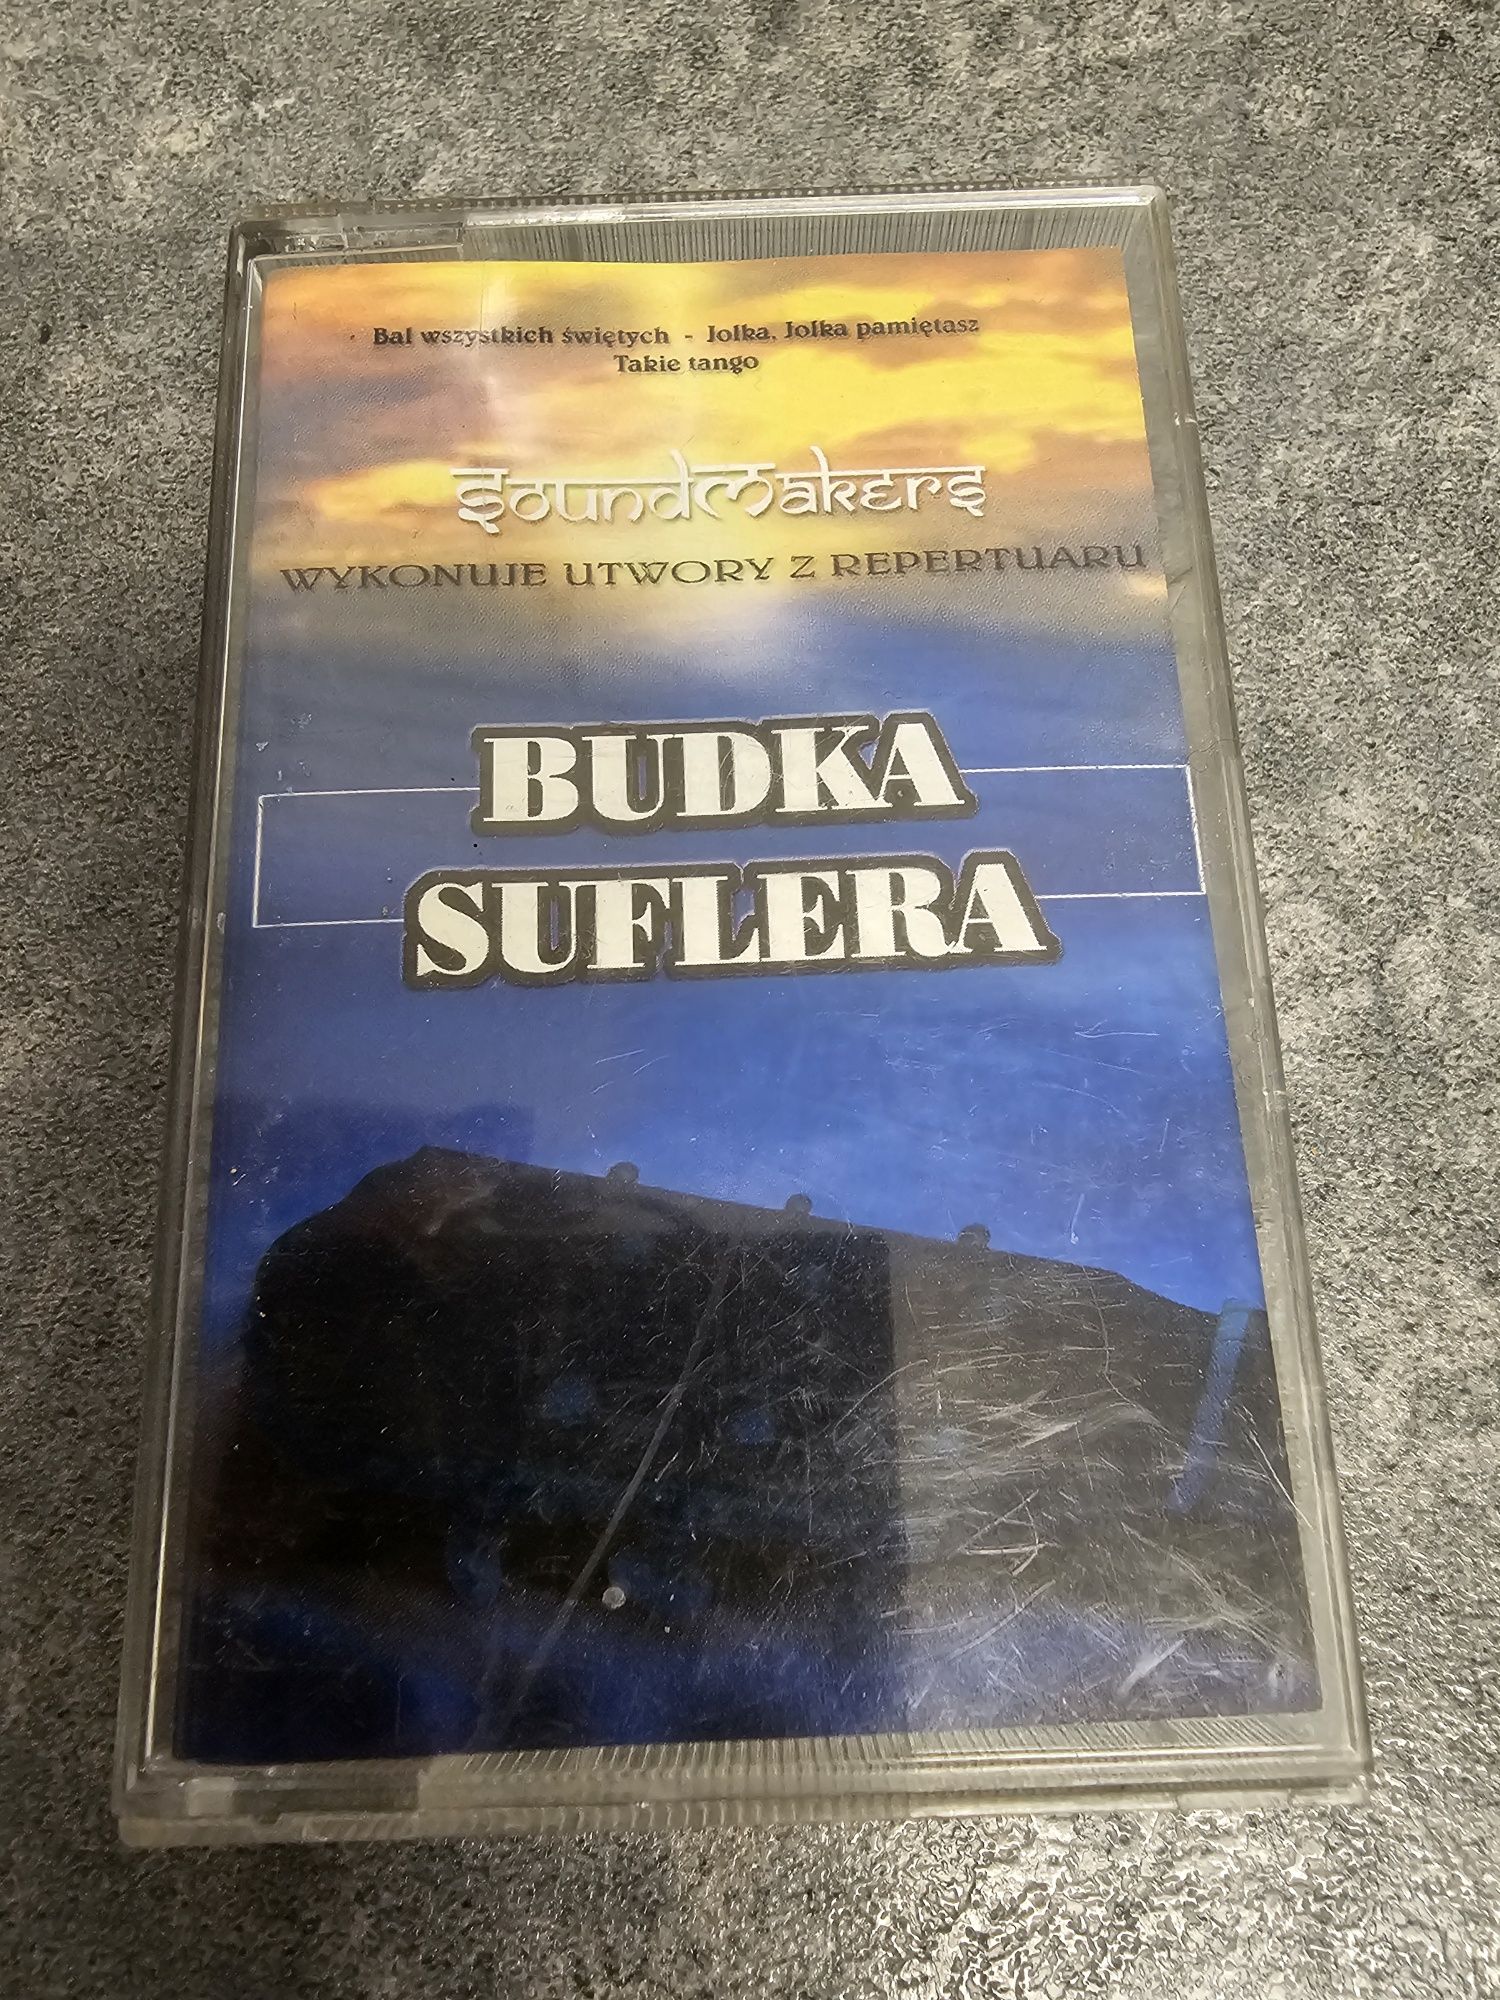 Bal wszystkich świętych - Jolka, Jolka pamiętasz
Takie tango
SoundMakers
WYKONUJE UTWORY Z REPERTUARU
BUDKA
SUFLERA